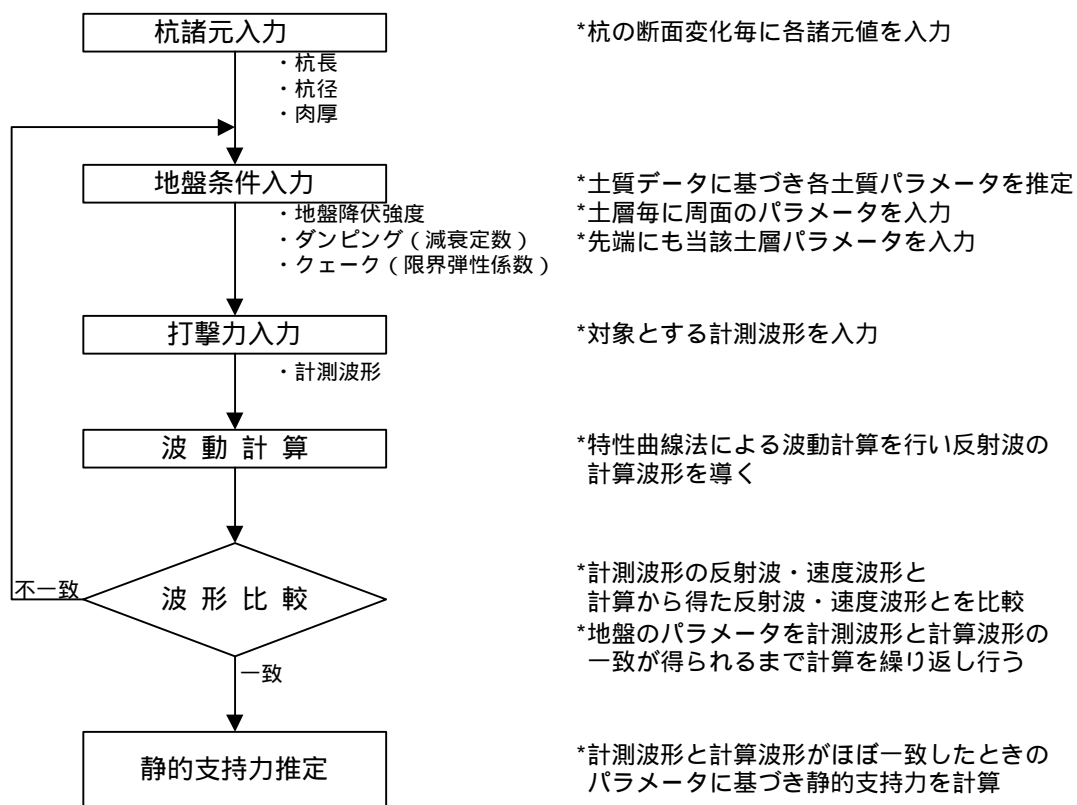 杭諸元入力
*杭の断面変化毎に各諸元値を入力
・杭長
・杭径
・肉厚
地盤条件入力
*土質データに基づき各土質パラメータを推定
・地盤降伏強度
*土層毎に周面のパラメータを入力
・ダンピング(減衰定数)
*先端にも当該土層パラメータを入力
・クェーク(限界弾性係数)
打撃力入力
*対象とする計測波形を入力
・計測波形
波 動 計 算
*特性曲線法による波動計算を行い反射波の
計算波形を導く
不一致
波 形 比 較
*計測波形の反射波・速度波形と
計算から得た反射波・速度波形とを比較
*地盤のパラメータを計測波形と計算波形の
一致が得られるまで計算を繰り返し行う
一致
静的支持力推定
*計測波形と計算波形がほぼ一致したときの
パラメータに基づき静的支持力を計算